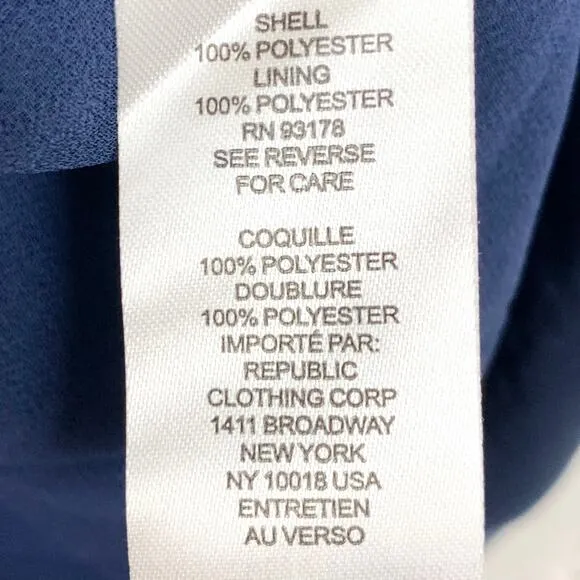 SHELL
100% POLYESTER
LINING
100% POLYESTER
RN 93178
SEE REVERSE
FOR CARE
COQUILLE
100% POLYESTER
DOUBLURE
100% POLYESTER
IMPORTÉ PAR:
REPUBLIC
CLOTHING CORP
1411 BROADWAY
NEW YORK
NY 10018 USA
ENTRETIEN
AU VERSO